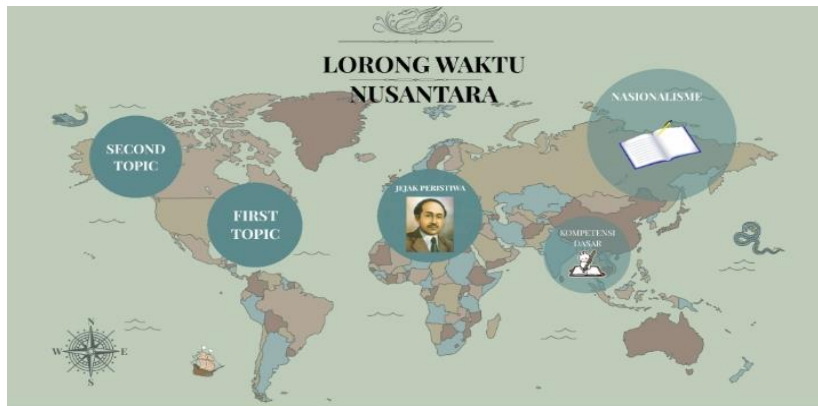 LORONG WAKTU
NUSANTARA
NASIONALISME
SECOND
TOPIC
JEJAK PERISTIWA
FIRST
TOPIC
KOMPETENSI
DASAR
N
W
E
S